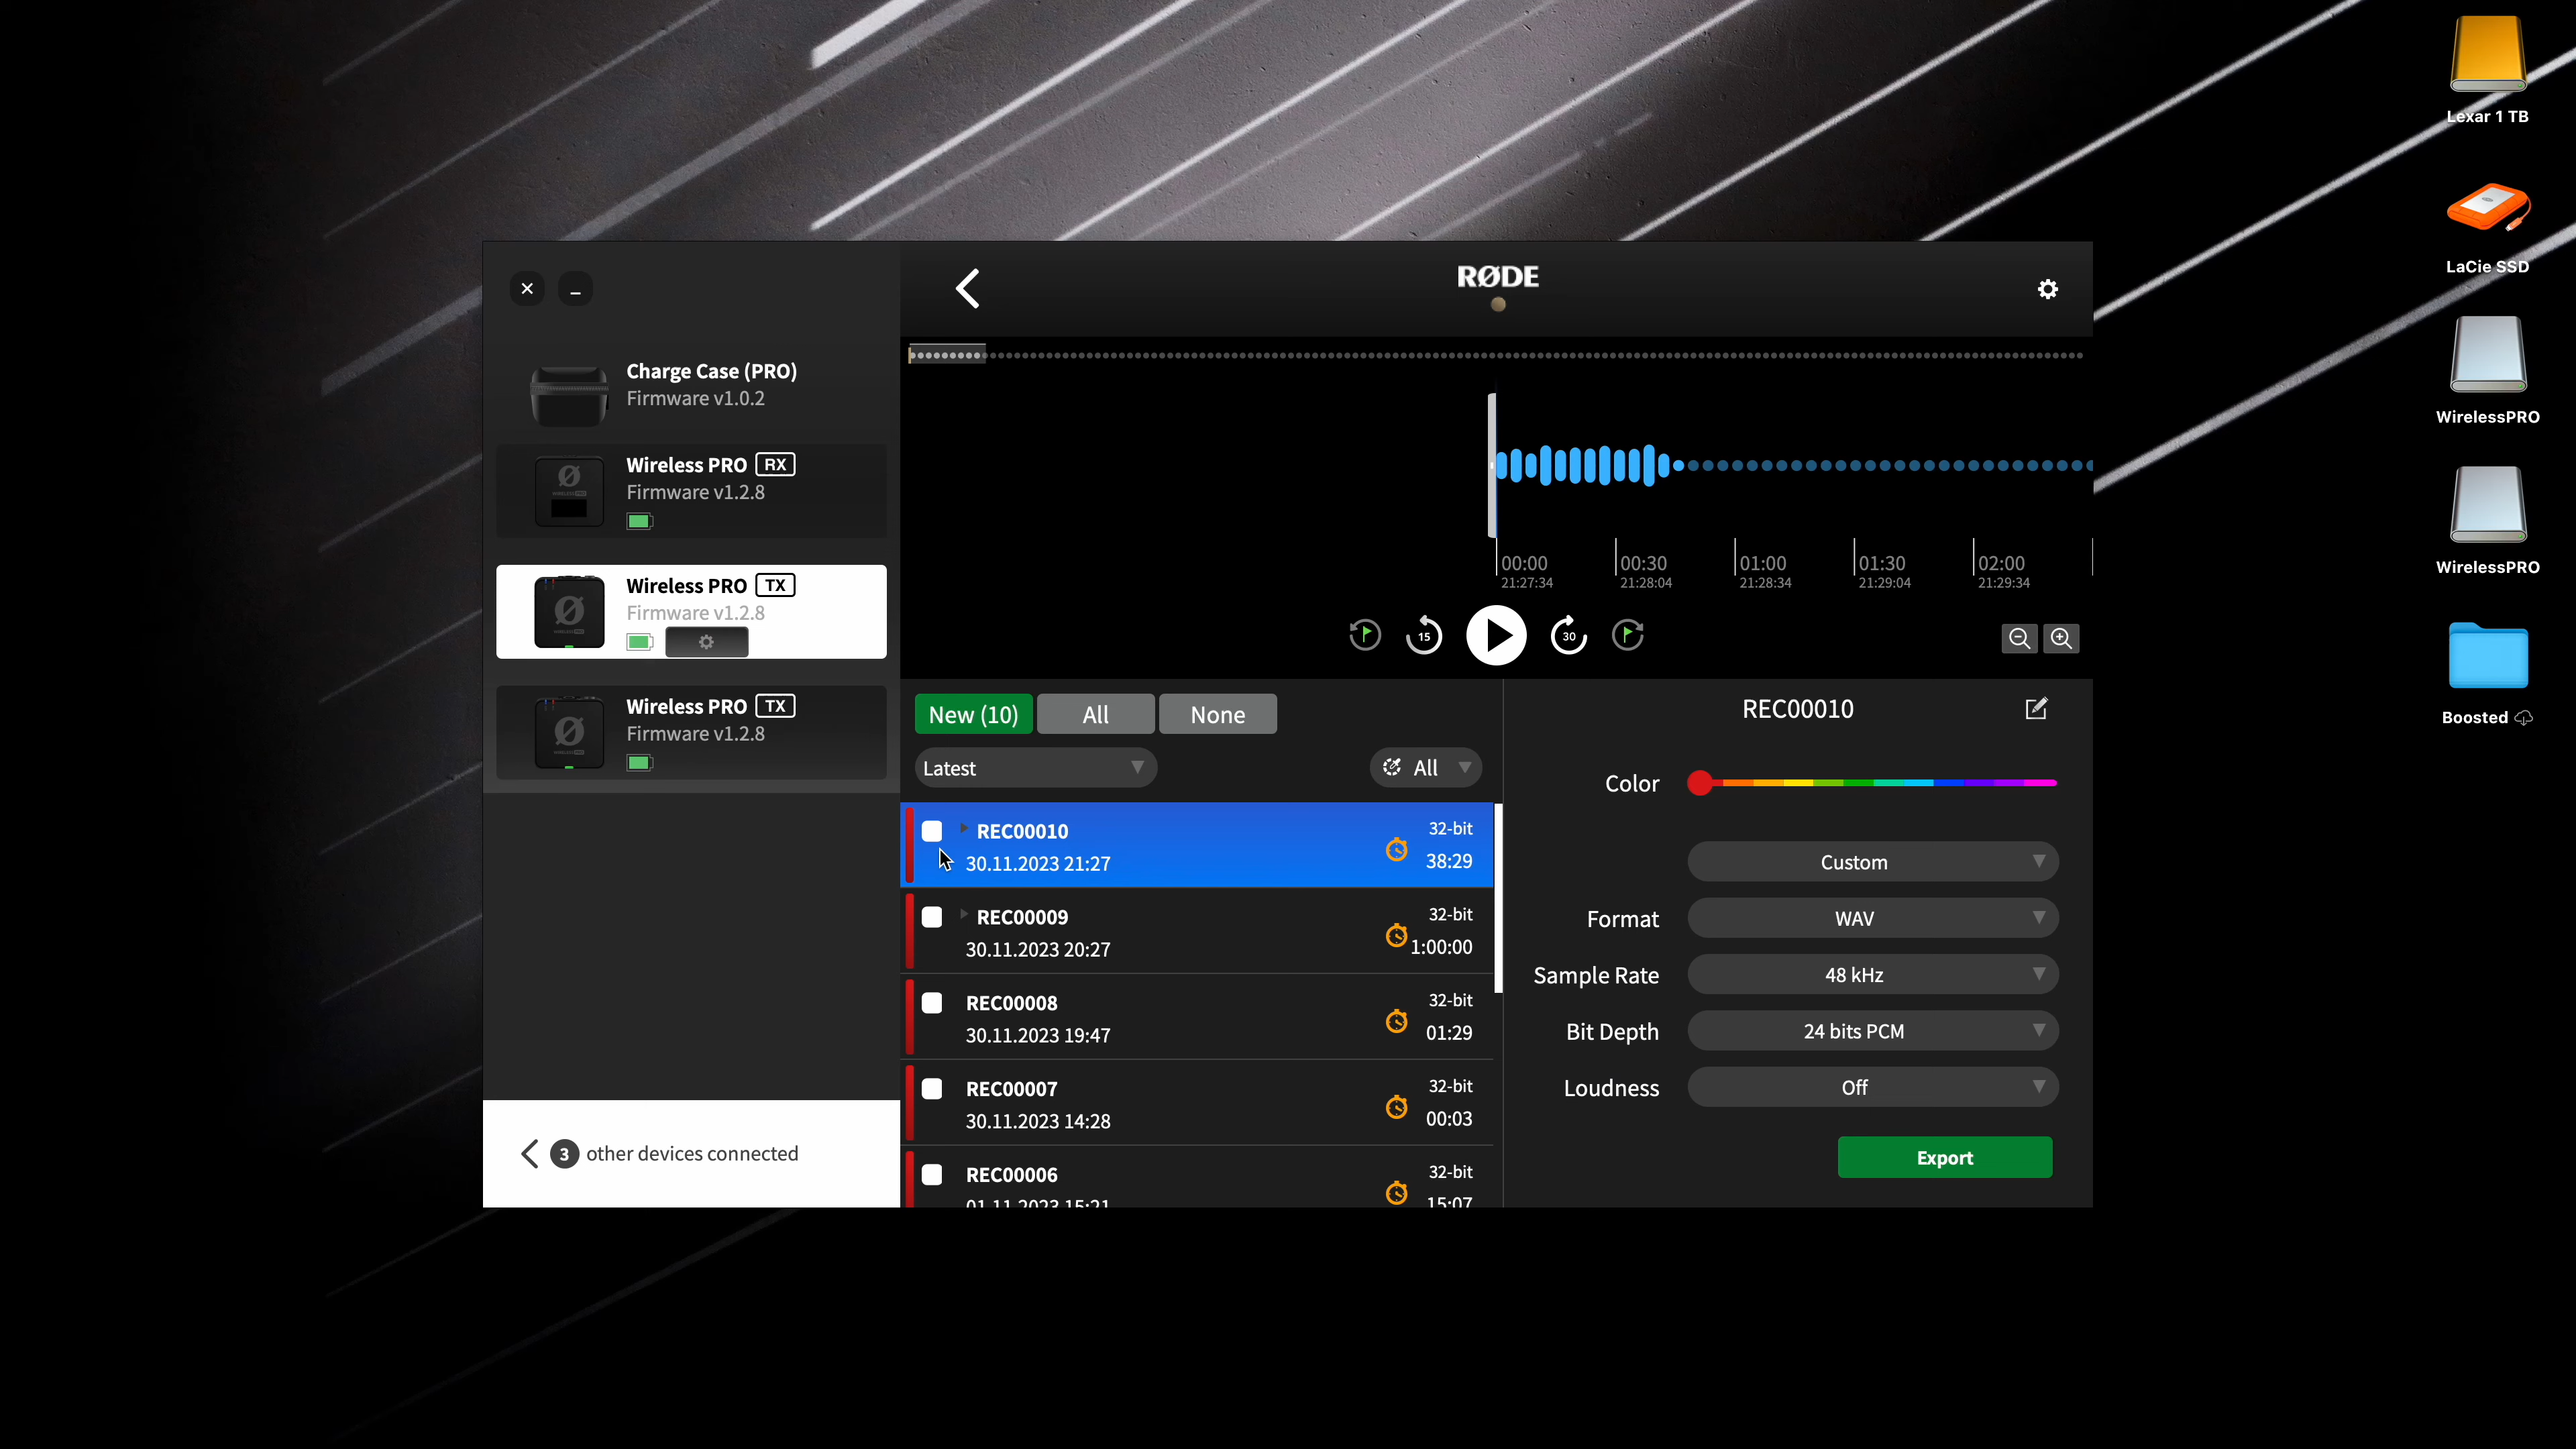 Lexar 1 TB
LaCie SSD
WirelessPRO
WirelessPRO
Boosted
RØDE
Charge Case (PRO)
Firmware v1.0.2
Wireless PRO RX
Firmware v1.2.8
Wireless PRO TX
Firmware v1.2.8
Wireless PRO TX
Firmware v1.2.8
3 other devices connected
00:00 00:30 01:00 01:30 02:00
21:27:34 21:28:04 21:28:34 21:29:04 21:29:34
15 30
New (10) All None
Latest All
REC00010 32-bit
30.11.2023 21:27 38:29
REC00009 32-bit
30.11.2023 20:27 1:00:00
REC00008 32-bit
30.11.2023 19:47 01:29
REC00007 32-bit
30.11.2023 14:28 00:03
REC00006 32-bit
01.11.2023 15:21 15:07
REC00010
Color
Custom
Format WAV
Sample Rate 48 kHz
Bit Depth 24 bits PCM
Loudness Off
Export